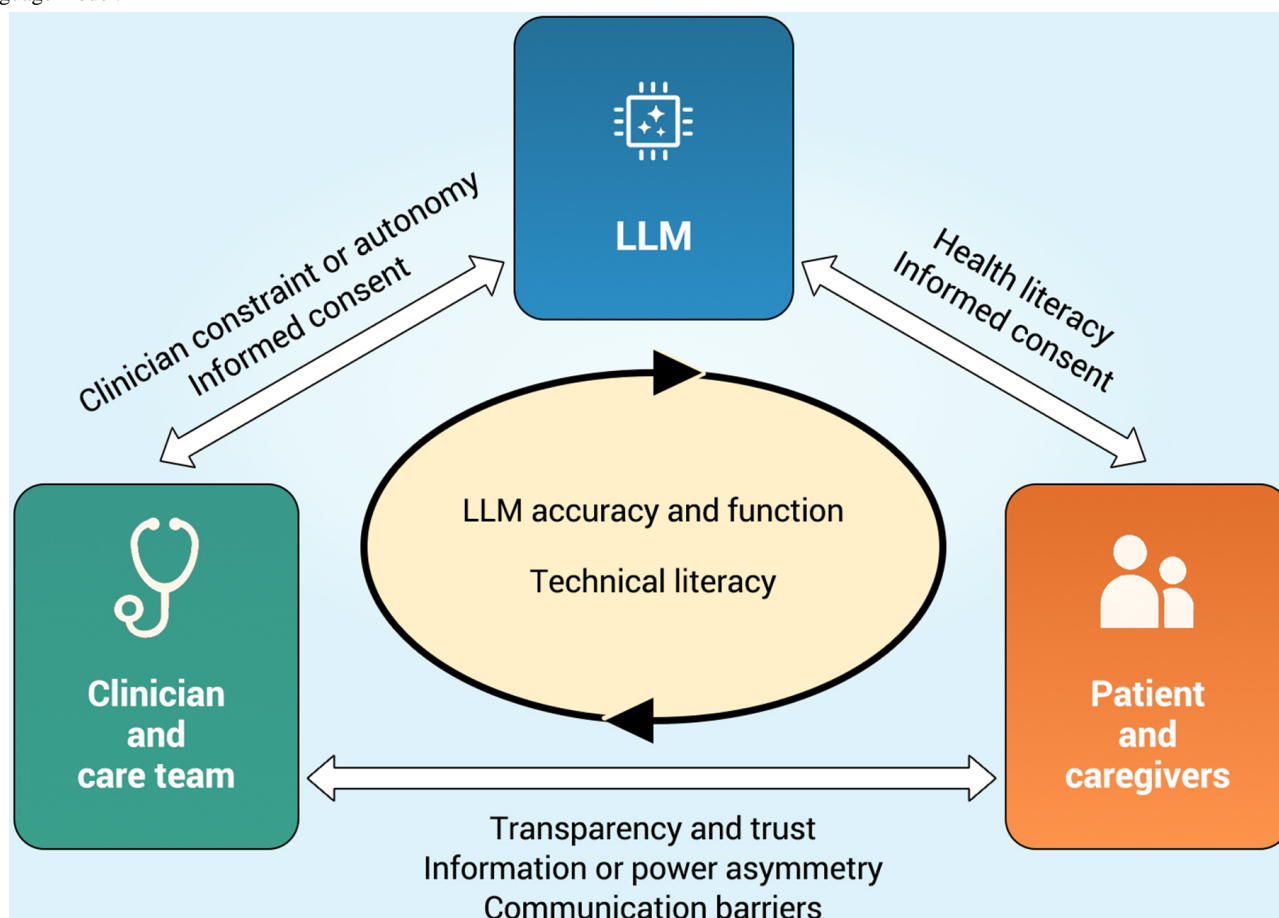 LLM
Clinician constraint or autonomy
Informed consent
Health literacy
Informed consent
LLM accuracy and function
Technical literacy
Clinician
and
care team
Patient
and
caregivers
Transparency and trust
Information or power asymmetry
Communication barriers